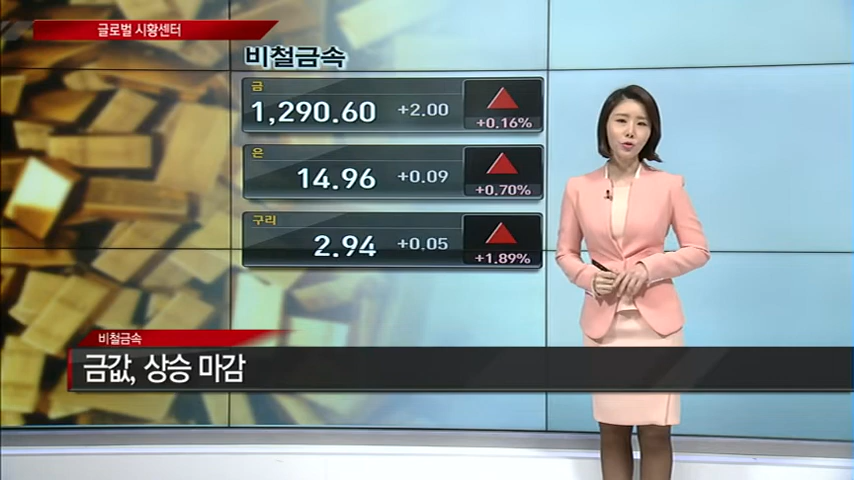 글로벌 시황센터
비철금속
금
1,290.60 +2.00 +0.16%
은
14.96 +0.09 +0.70%
구리
2.94 +0.05 +1.89%
비철금속
금값, 상승 마감